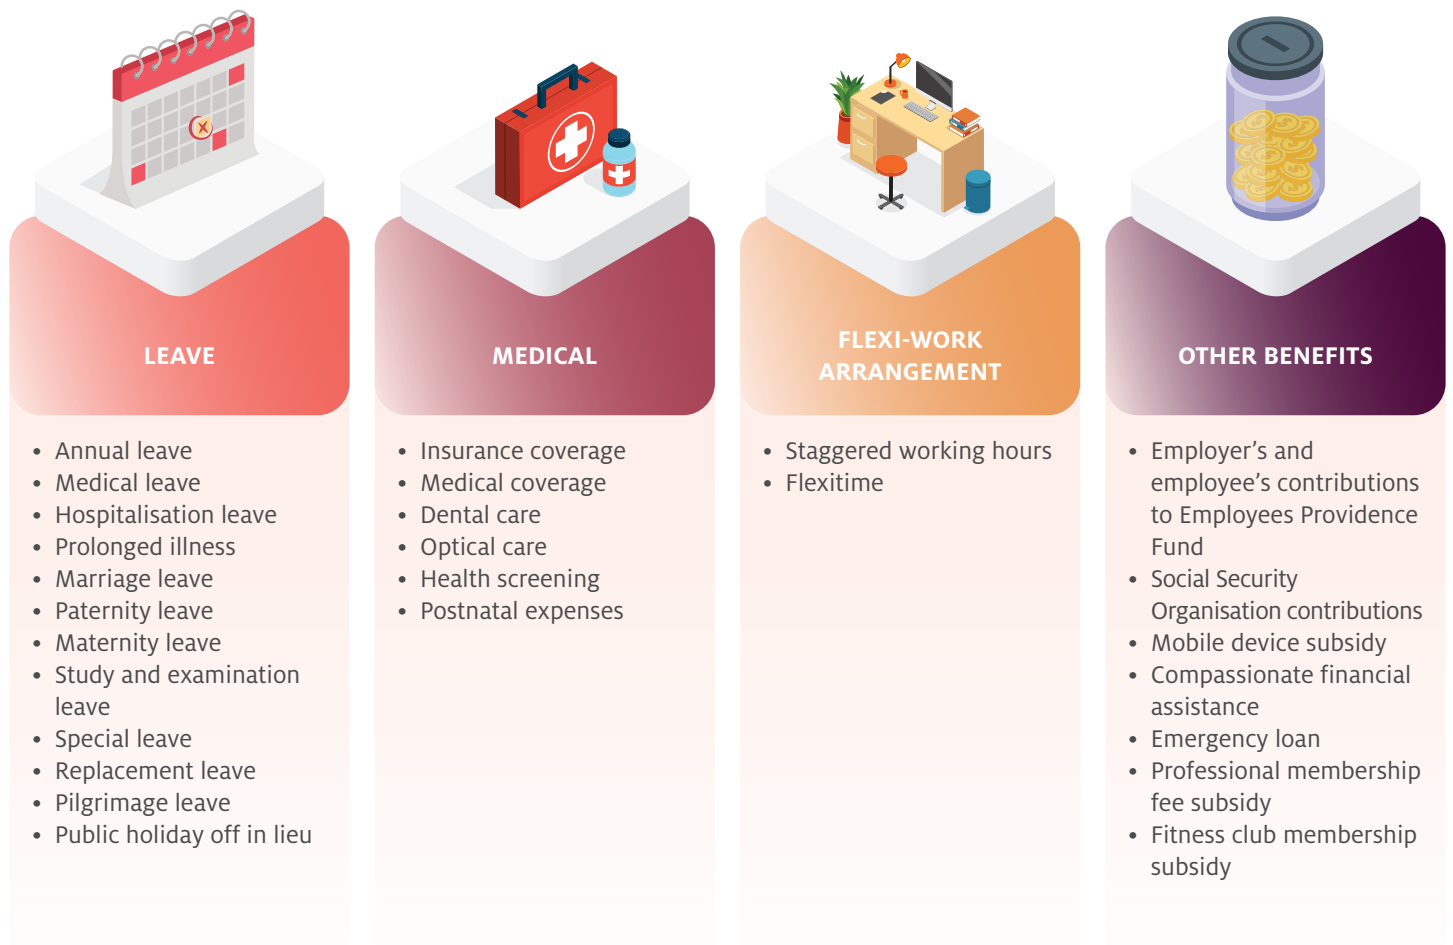 LEAVE
• Annual leave
• Medical leave
• Hospitalisation leave
• Prolonged illness
• Marriage leave
• Paternity leave
• Maternity leave
• Study and examination
leave
• Special leave
• Replacement leave
• Pilgrimage leave
• Public holiday off in lieu
MEDICAL
• Insurance coverage
• Medical coverage
• Dental care
• Optical care
• Health screening
• Postnatal expenses
FLEXI-WORK
ARRANGEMENT
• Staggered working hours
• Flexitime
OTHER BENEFITS
• Employer’s and
employee’s contributions
to Employees Providence
Fund
• Social Security
Organisation contributions
• Mobile device subsidy
• Compassionate financial
assistance
• Emergency loan
• Professional membership
fee subsidy
• Fitness club membership
subsidy